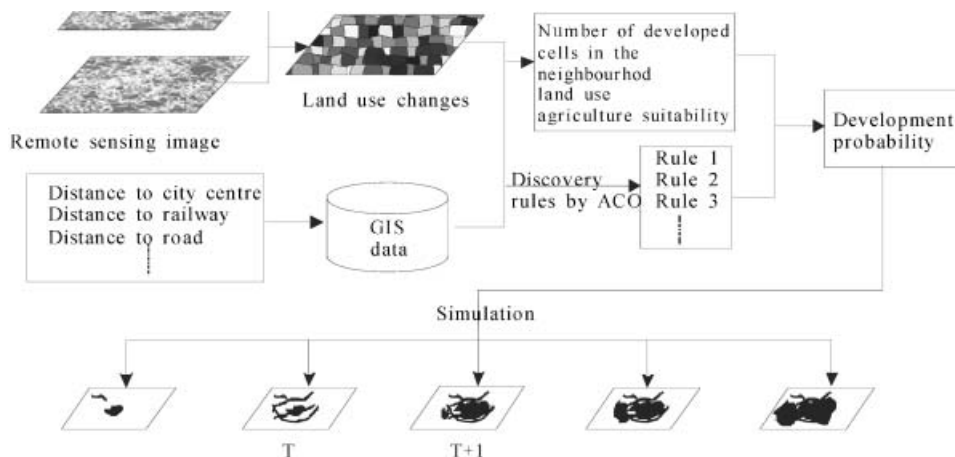 Number of developed
cells in the
neighbourhod
land use
agriculture suitability
Land use changes
Remote sensing image
Development
probability
Distance to city centre
Distance to railway
Distance to road
GIS
data
Discovery
rules by ACO
Rule 1
Rule 2
Rule 3
Simulation
T
T+1